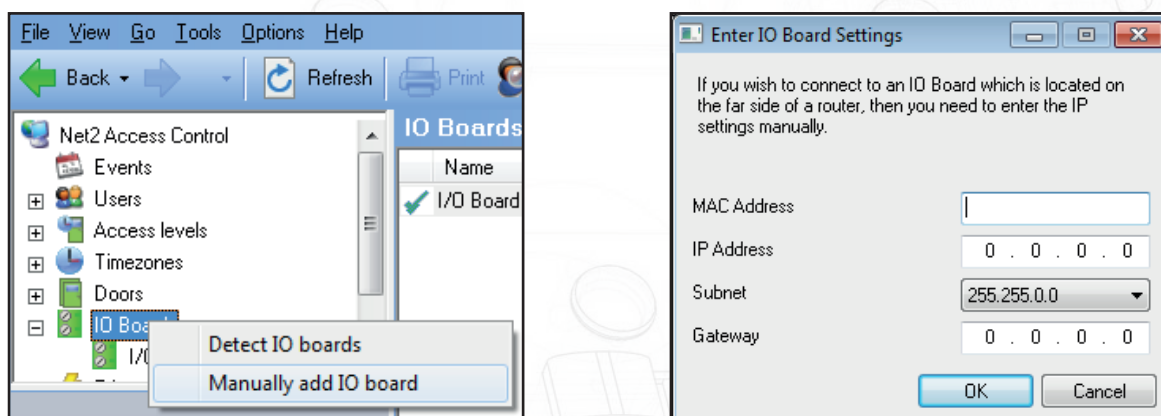 File View Go Tools Options Help
Back Refresh Print
Net2 Access Control
Events
Users
Access levels
Timezones
Doors
IO Boards
Name
I/O Board
Detect IO boards
Manually add IO board
Enter IO Board Settings
If you wish to connect to an IO Board which is located on
the far side of a router, then you need to enter the IP
settings manually.
MAC Address
IP Address 0 . 0 . 0 . 0
Subnet 255.255.0.0
Gateway 0 . 0 . 0 . 0
OK Cancel